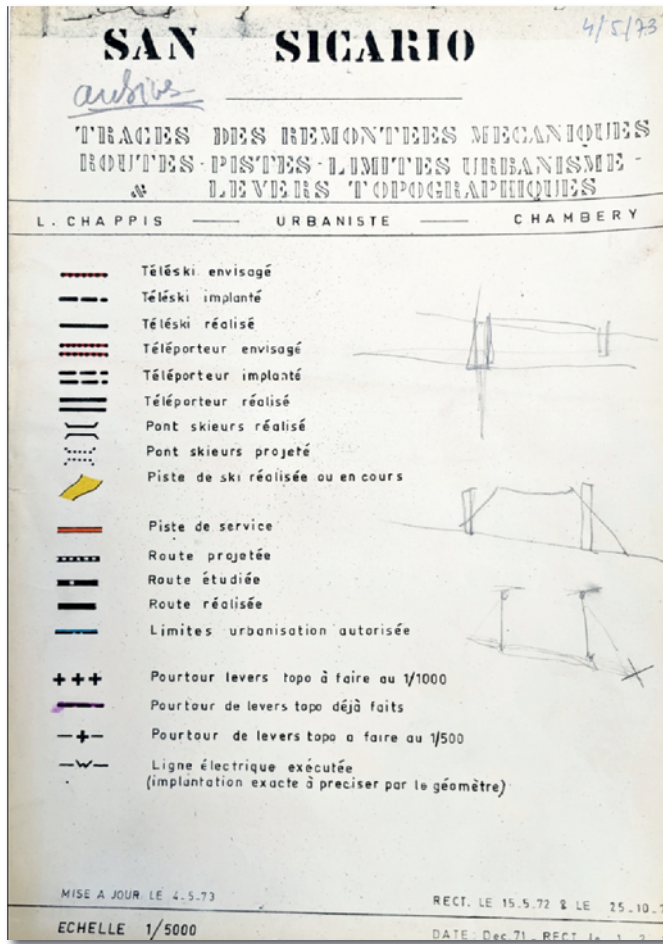 4/5/73
SAN SICARIO
archives
TRACES DES REMONTEES MECANIQUES
ROUTES-PISTES-LIMITES URBANISME-
& LEVERS TOPOGRAPHIQUES
L. CHAPPIS — URBANISTE — CHAMBERY
Téléski envisagé
Téléski implanté
Téléski réalisé
Téléporteur envisagé
Téléporteur implanté
Téléporteur réalisé
Pont skieurs réalisé
Pont skieurs projeté
Piste de ski réalisée ou en cours
Piste de service
Route projetée
Route étudiée
Route réalisée
Limites urbanisation autorisée
Pourtour levers topo à faire au 1/1000
Pourtour de levers topo déjà faits
Pourtour de levers topo a faire au 1/500
Ligne électrique exécutée
(implantation exacte à preciser par le géomètre)
MISE A JOUR LE 4.5.73
RECT. LE 15.5.72 & LE 25.10.
ECHELLE 1/5000
DATE: Dec.71 _ RECT. le 1